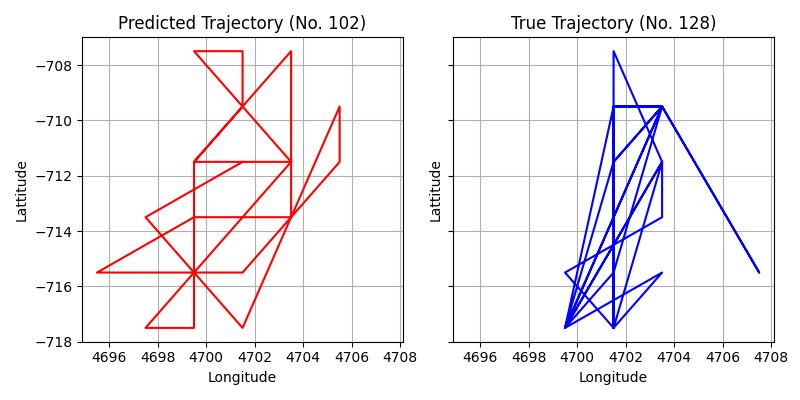 Predicted Trajectory (No. 102)
True Trajectory (No. 128)
−708
−710
−712
−714
−716
−718
Lattitude
Lattitude
4696 4698 4700 4702 4704 4706 4708
4696 4698 4700 4702 4704 4706 4708
Longitude
Longitude